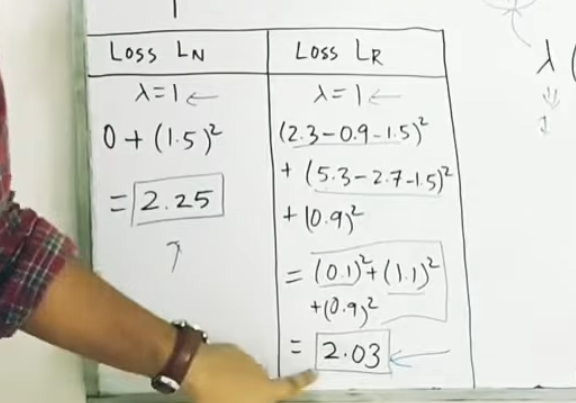 Loss LN
λ=1 ←
0 + (1.5)²
= 2.25
↑
Loss LR
λ=1 ←
(2.3-0.9-1.5)²
+ (5.3-2.7-1.5)²
+(0.9)²
= (0.1)²+(1.1)²
+(0.9)²
= 2.03 ←
λ (